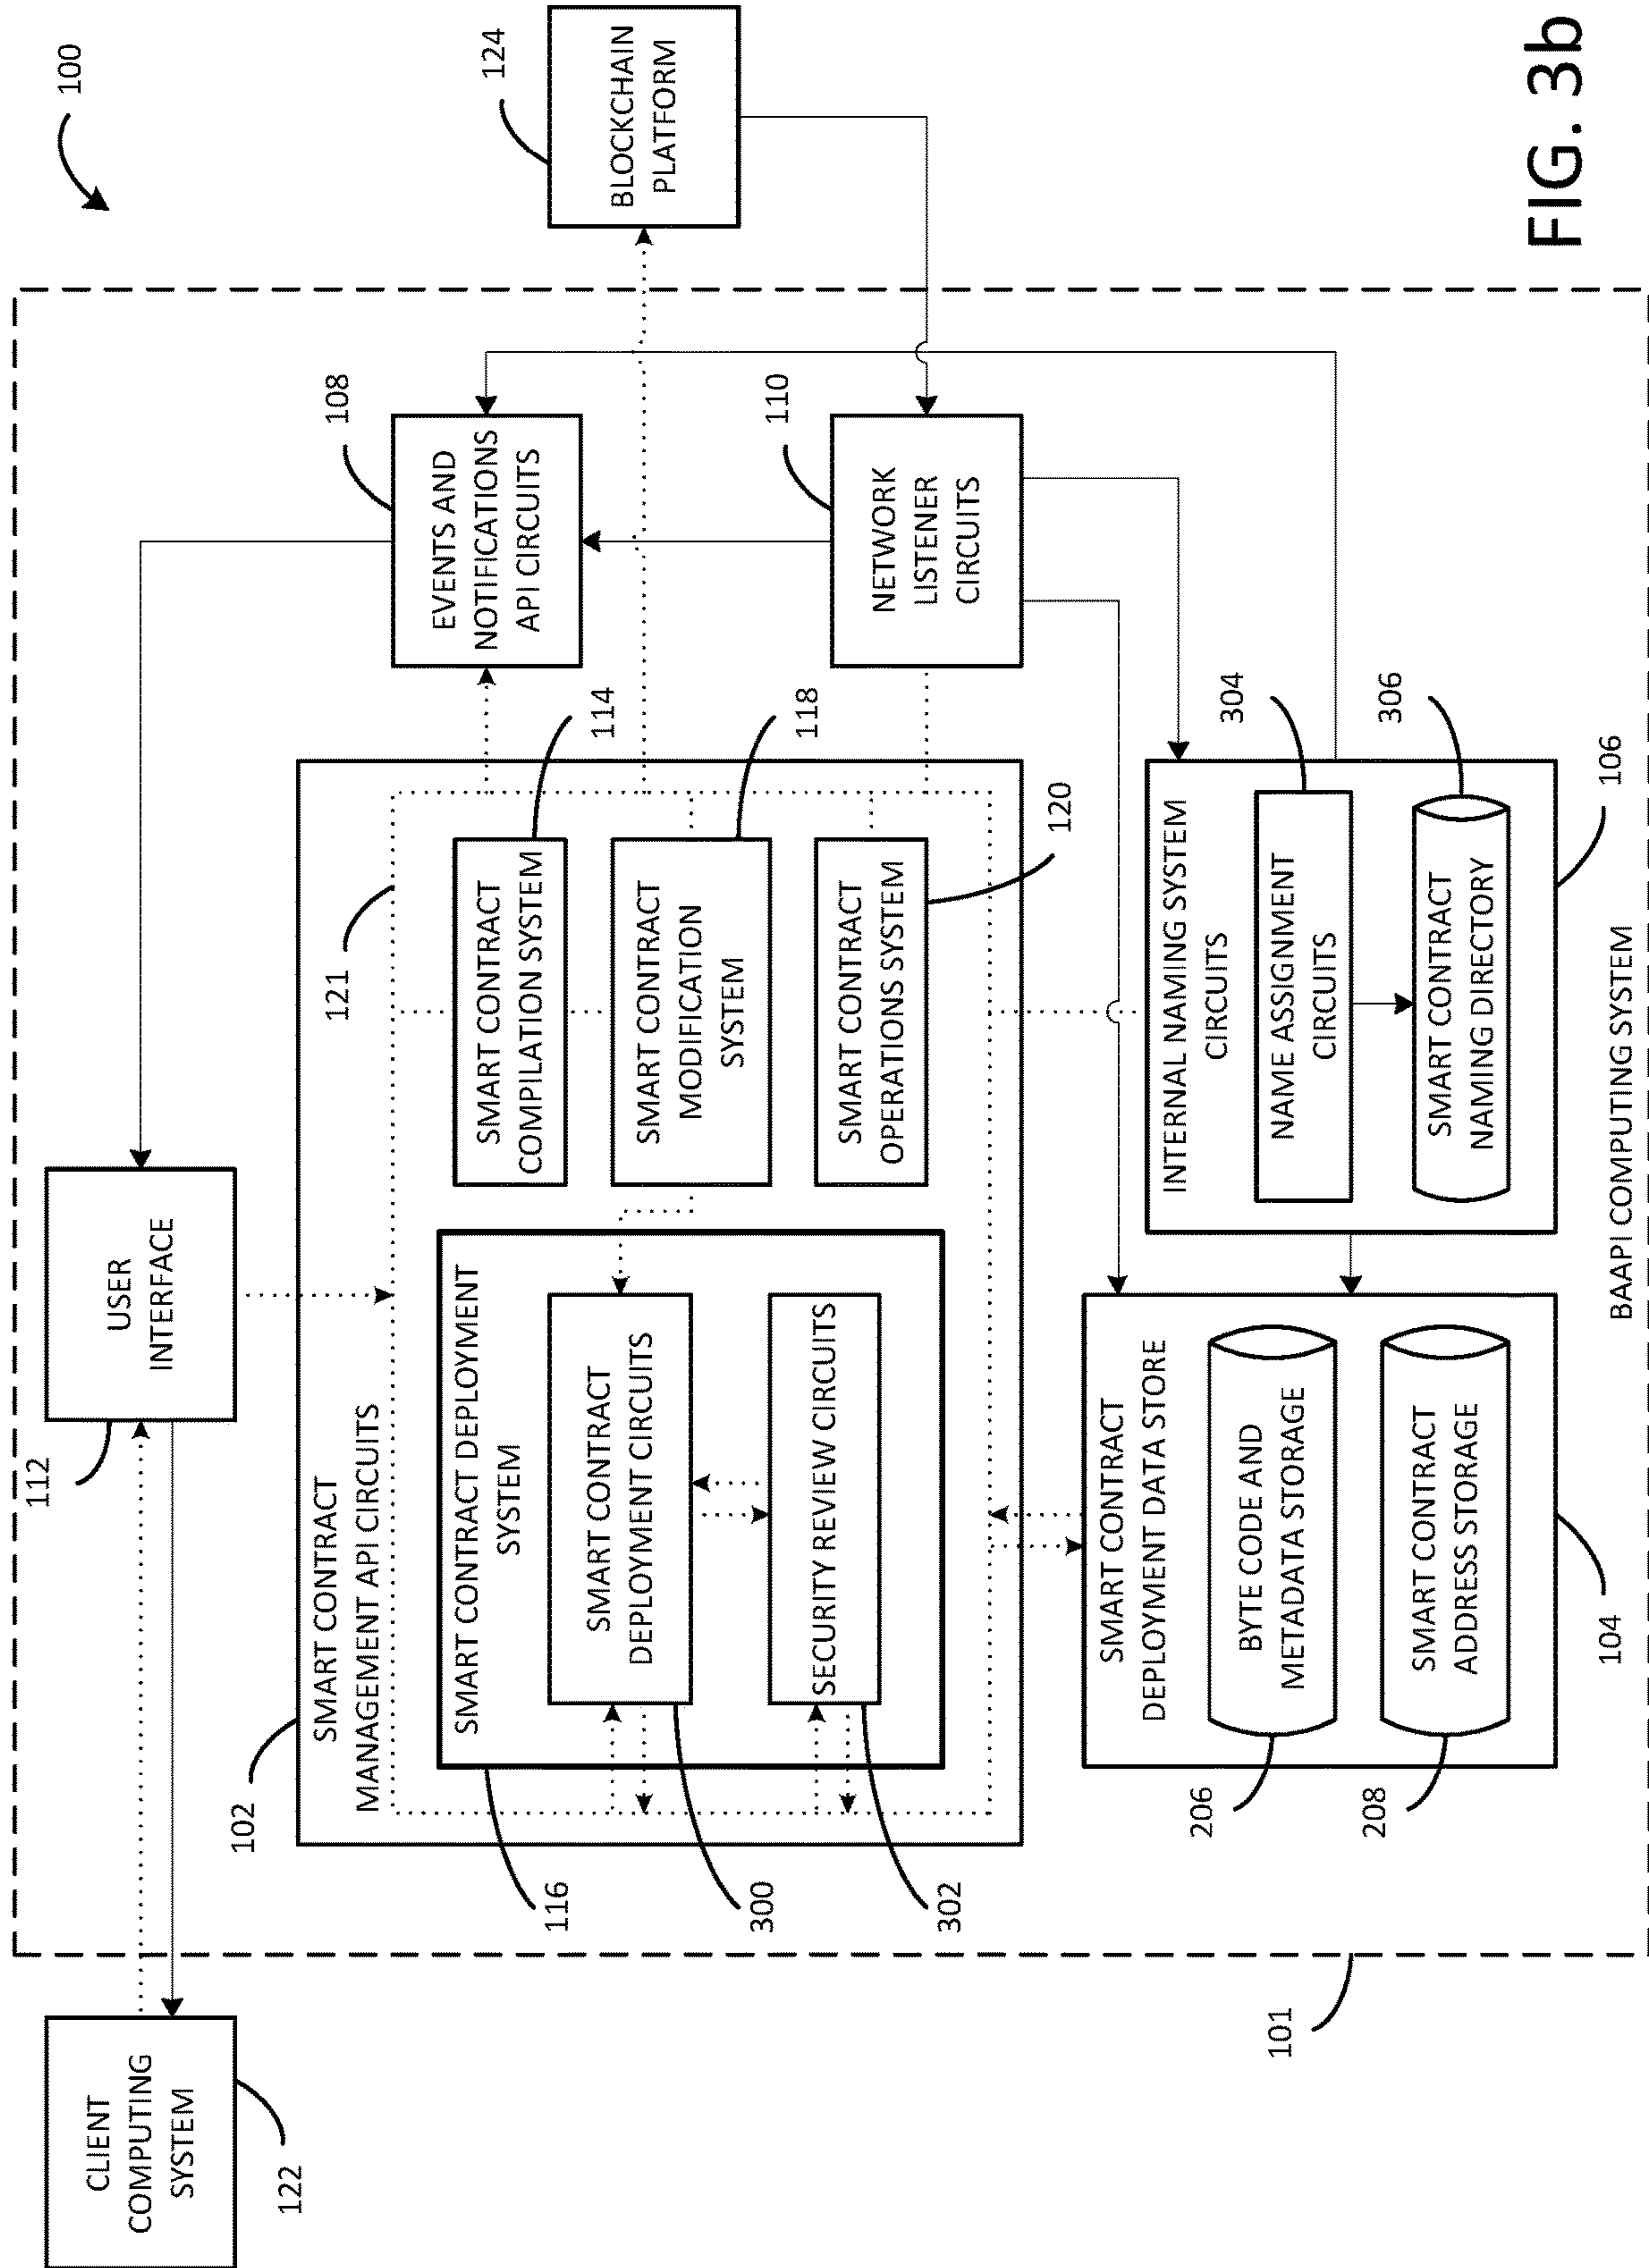 100
CLIENT
COMPUTING
SYSTEM
122
USER
INTERFACE
112
EVENTS AND
NOTIFICATIONS
API CIRCUITS
108
BLOCKCHAIN
PLATFORM
124
102
SMART CONTRACT
MANAGEMENT API CIRCUITS
121
116
SMART CONTRACT DEPLOYMENT
SYSTEM
SMART CONTRACT
DEPLOYMENT CIRCUITS
300
SECURITY REVIEW CIRCUITS
302
SMART CONTRACT
COMPILATION SYSTEM
114
SMART CONTRACT
MODIFICATION
SYSTEM
118
SMART CONTRACT
OPERATIONS SYSTEM
120
NETWORK
LISTENER
CIRCUITS
110
SMART CONTRACT
DEPLOYMENT DATA STORE
BYTE CODE AND
METADATA STORAGE
206
SMART CONTRACT
ADDRESS STORAGE
208
104
INTERNAL NAMING SYSTEM
CIRCUITS
NAME ASSIGNMENT
CIRCUITS
304
SMART CONTRACT
NAMING DIRECTORY
306
106
101
BAAPI COMPUTING SYSTEM
FIG. 3b